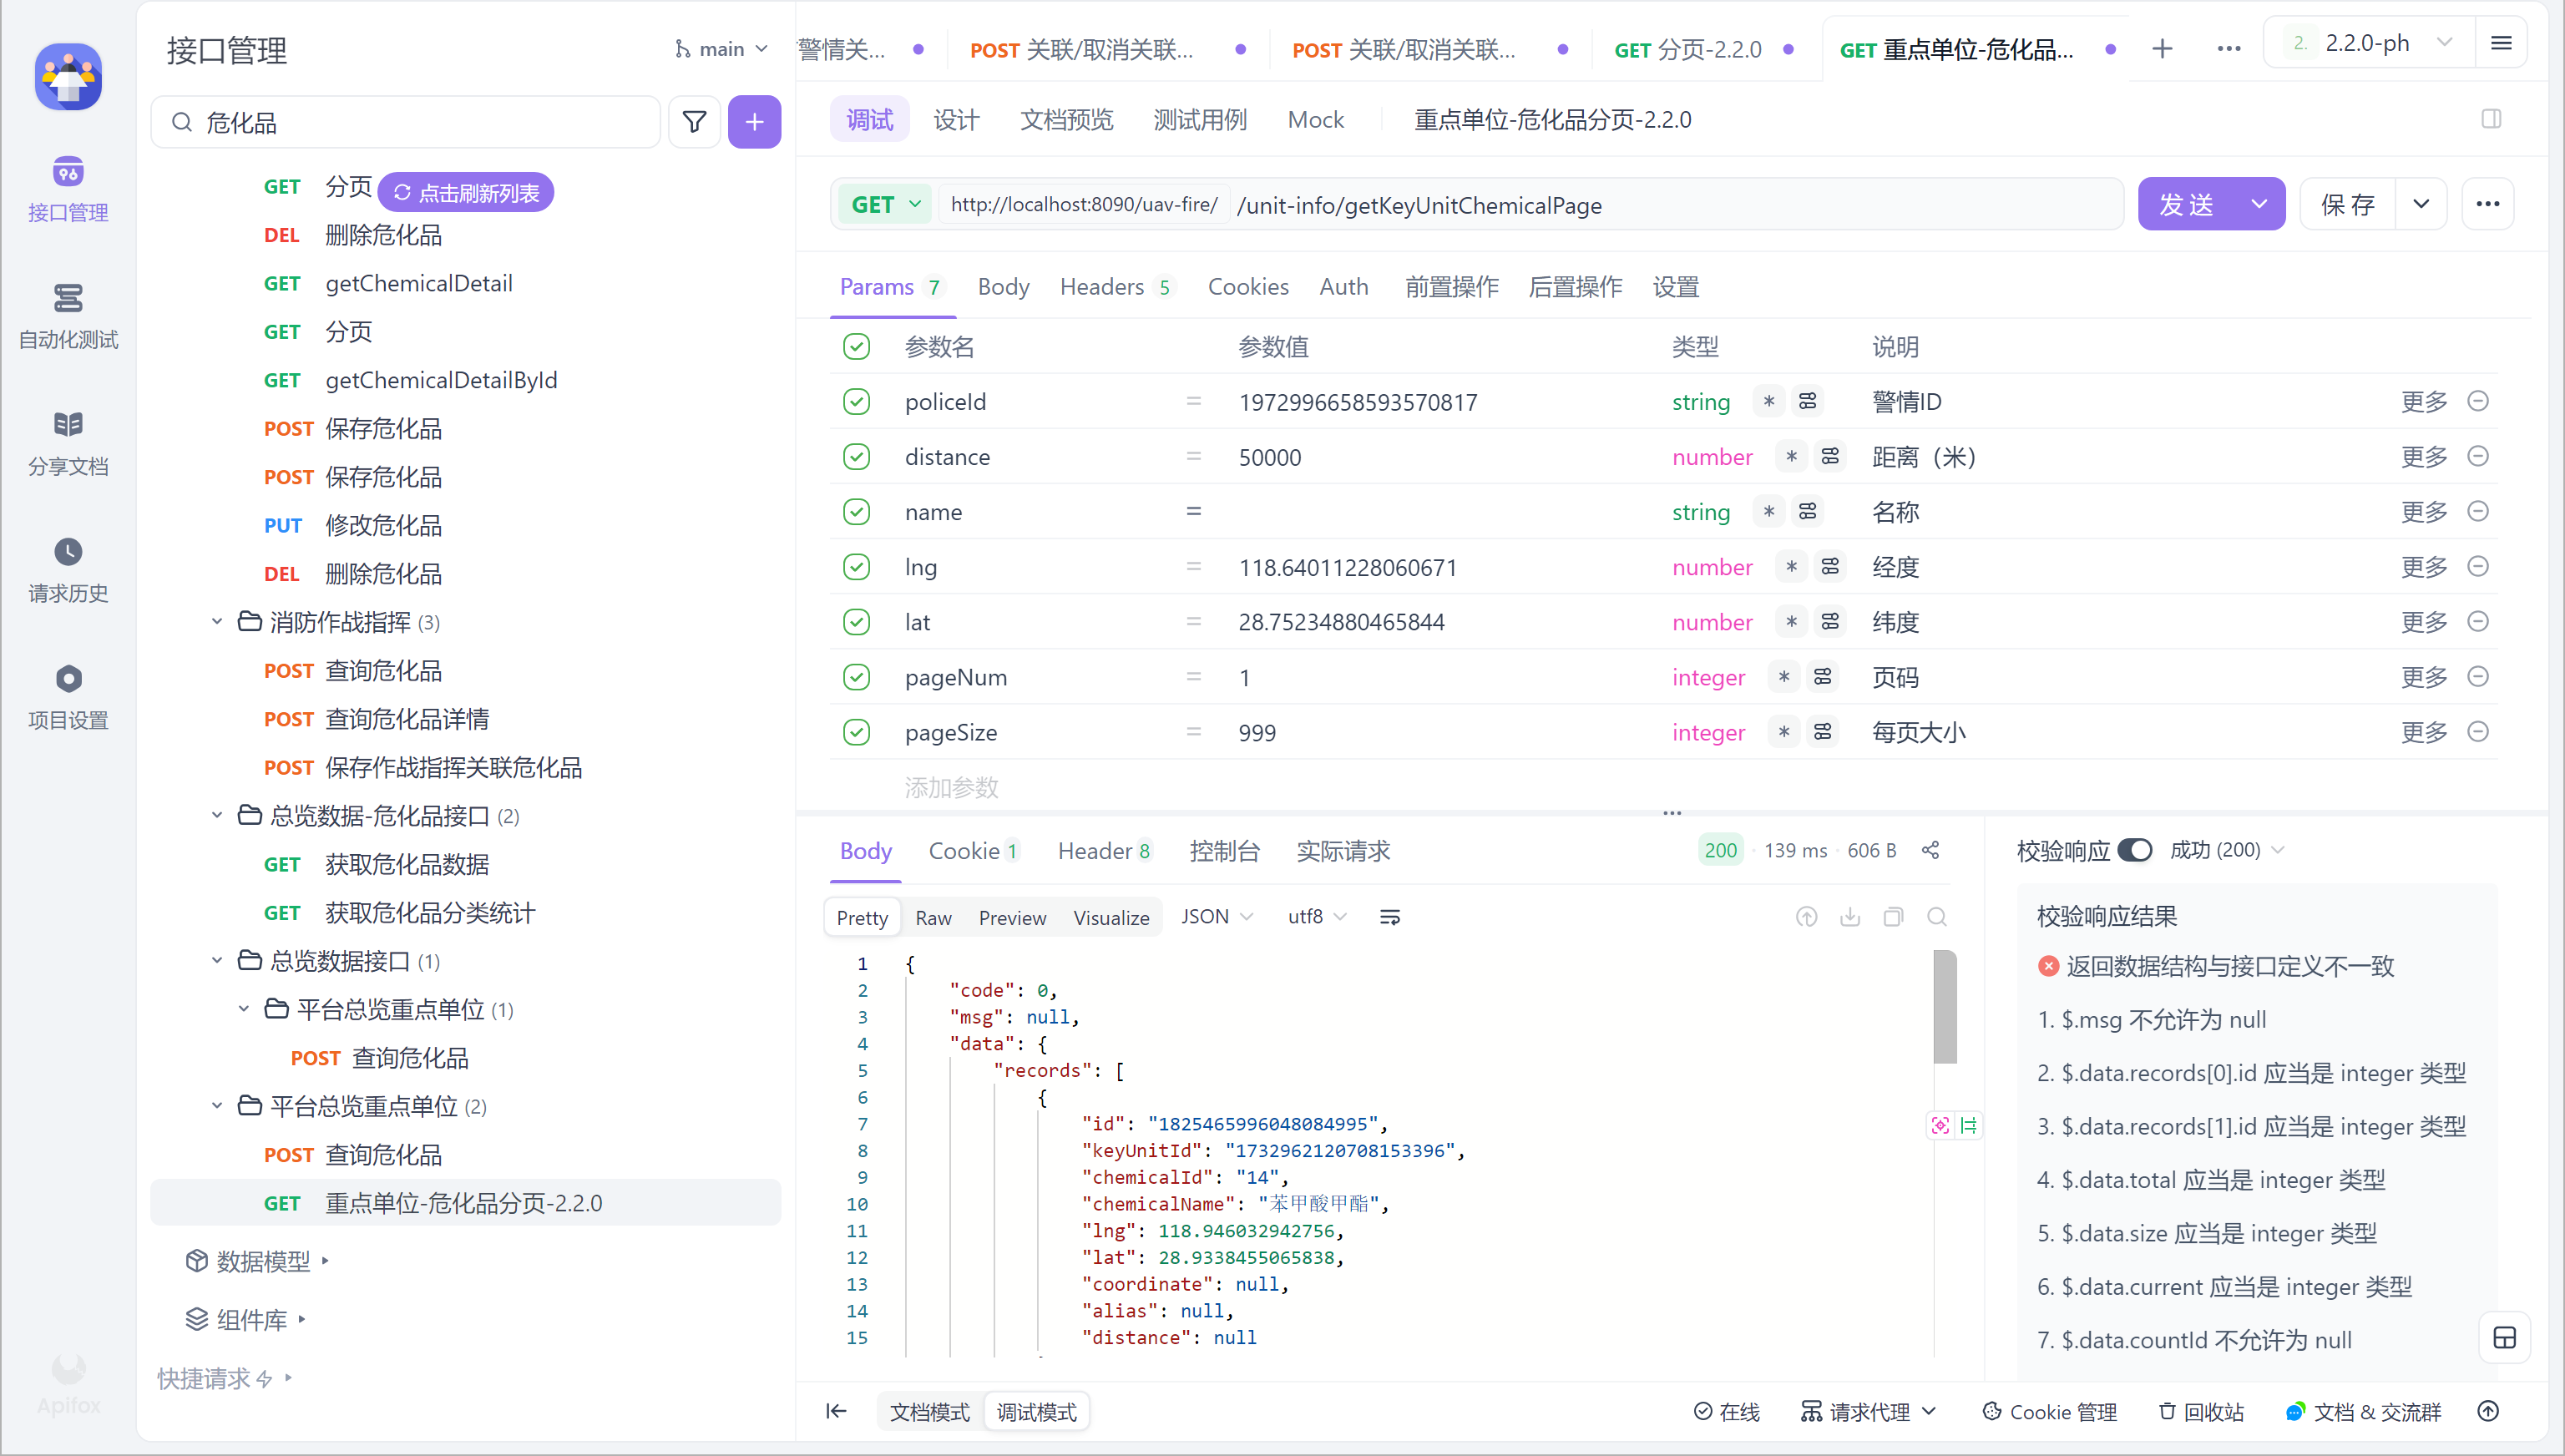 接口管理
自动化测试
分享文档
请求历史
项目设置
Apifox
接口管理
main
危化品
GET 分页
点击刷新列表
DEL 删除危化品
GET getChemicalDetail
GET 分页
GET getChemicalDetailById
POST 保存危化品
POST 保存危化品
PUT 修改危化品
DEL 删除危化品
消防作战指挥 (3)
POST 查询危化品
POST 查询危化品详情
POST 保存作战指挥关联危化品
总览数据-危化品接口 (2)
GET 获取危化品数据
GET 获取危化品分类统计
总览数据接口 (1)
平台总览重点单位 (1)
POST 查询危化品
平台总览重点单位 (2)
POST 查询危化品
GET 重点单位-危化品分页-2.2.0
数据模型
组件库
快捷请求
警情关...
POST 关联/取消关联...
POST 关联/取消关联...
GET 分页-2.2.0
GET 重点单位-危化品...
2. 2.2.0-ph
调试 设计 文档预览 测试用例 Mock 重点单位-危化品分页-2.2.0
GET http://localhost:8090/uav-fire/ /unit-info/getKeyUnitChemicalPage
发 送
保 存
Params 7 Body Headers 5 Cookies Auth 前置操作 后置操作 设置
参数名 参数值 类型 说明
policeId = 1972996658593570817 string * 警情ID 更多
distance = 50000 number * 距离（米） 更多
name = string * 名称 更多
lng = 118.64011228060671 number * 经度 更多
lat = 28.75234880465844 number * 纬度 更多
pageNum = 1 integer * 页码 更多
pageSize = 999 integer * 每页大小 更多
添加参数
Body Cookie 1 Header 8 控制台 实际请求
200 · 139 ms · 606 B
Pretty Raw Preview Visualize JSON utf8
1 {
2 "code": 0,
3 "msg": null,
4 "data": {
5 "records": [
6 {
7 "id": "1825465996048084995",
8 "keyUnitId": "1732962120708153396",
9 "chemicalId": "14",
10 "chemicalName": "苯甲酸甲酯",
11 "lng": 118.946032942756,
12 "lat": 28.9338455065838,
13 "coordinate": null,
14 "alias": null,
15 "distance": null
校验响应 成功 (200)
校验响应结果
返回数据结构与接口定义不一致
1. $.msg 不允许为 null
2. $.data.records[0].id 应当是 integer 类型
3. $.data.records[1].id 应当是 integer 类型
4. $.data.total 应当是 integer 类型
5. $.data.size 应当是 integer 类型
6. $.data.current 应当是 integer 类型
7. $.data.countId 不允许为 null
文档模式 调试模式
在线 请求代理 Cookie 管理 回收站 文档 & 交流群